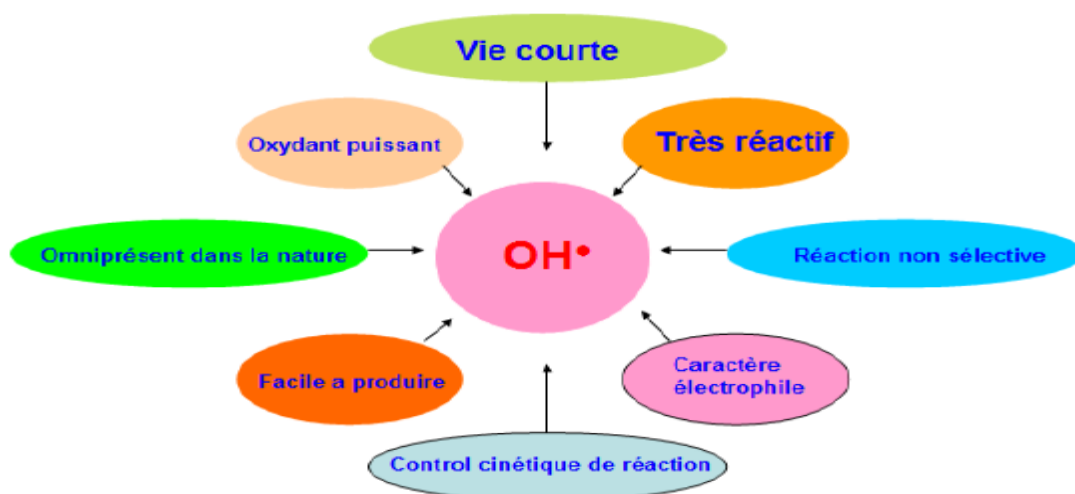 Vie courte
Oxydant puissant
Très réactif
Omniprésent dans la nature
OH•
Réaction non sélective
Facile a produire
Caractère
électrophile
Control cinétique de réaction